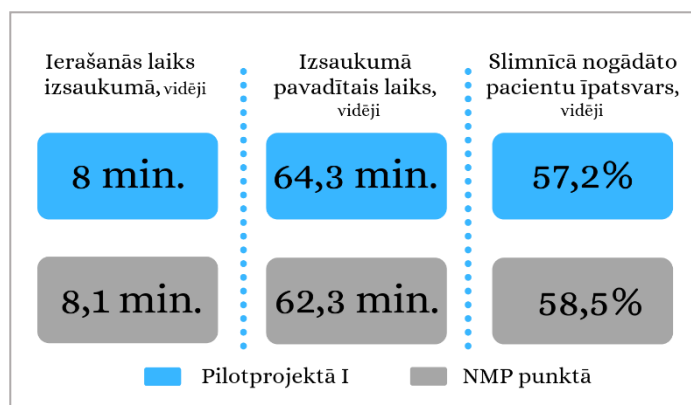 Ierašanās laiks
izsaukumā, vidēji
Izsaukumā
pavadītais laiks,
vidēji
Slimnīcā nogādāto
pacientu īpatsvars,
vidēji
8 min.
64,3 min.
57,2%
8,1 min.
62,3 min.
58,5%
Pilotprojektā I
NMP punktā